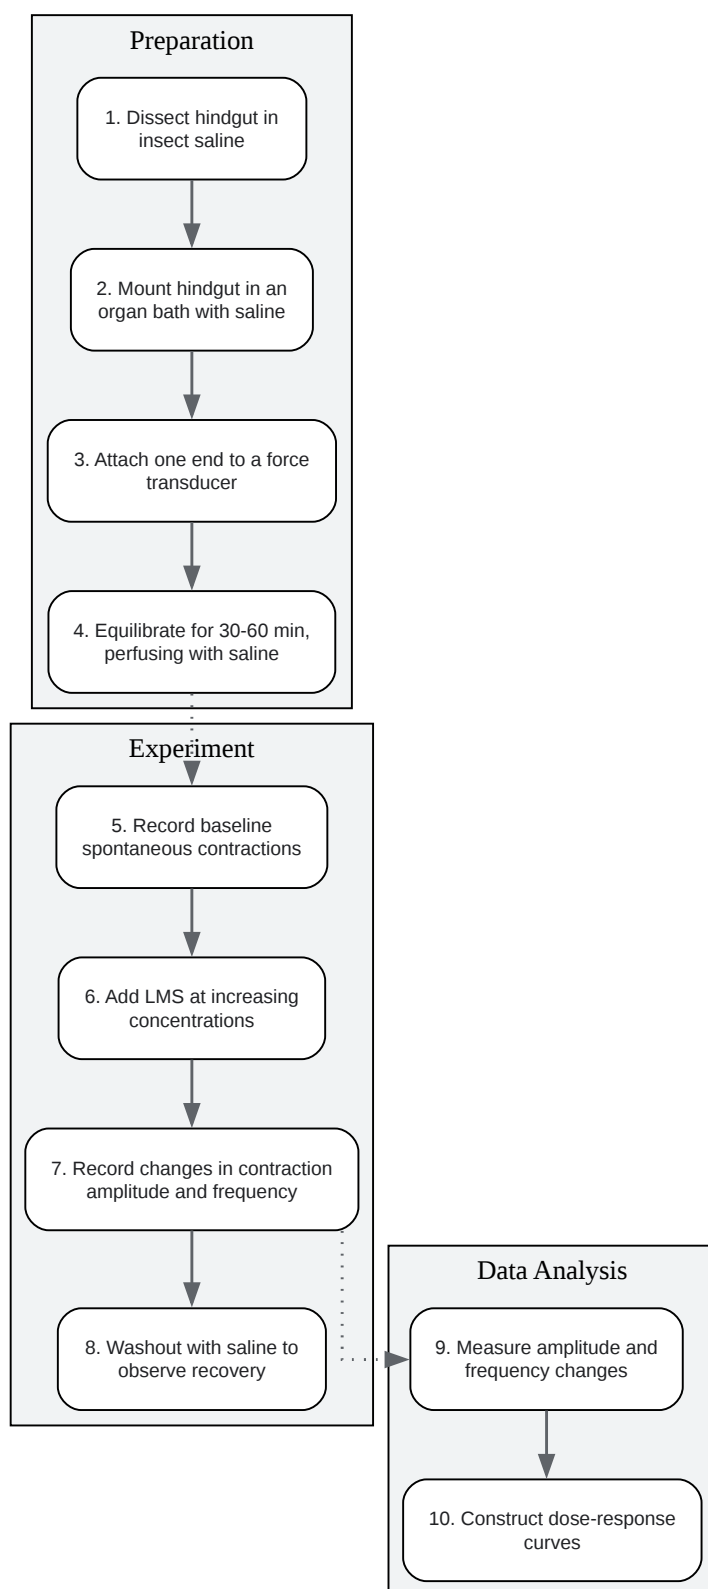 Preparation
1. Dissect hindgut in
insect saline
2. Mount hindgut in an
organ bath with saline
3. Attach one end to a force
transducer
4. Equilibrate for 30-60 min,
perfusing with saline
Experiment
5. Record baseline
spontaneous contractions
6. Add LMS at increasing
concentrations
7. Record changes in contraction
amplitude and frequency
8. Washout with saline to
observe recovery
Data Analysis
9. Measure amplitude and
frequency changes
10. Construct dose-response
curves